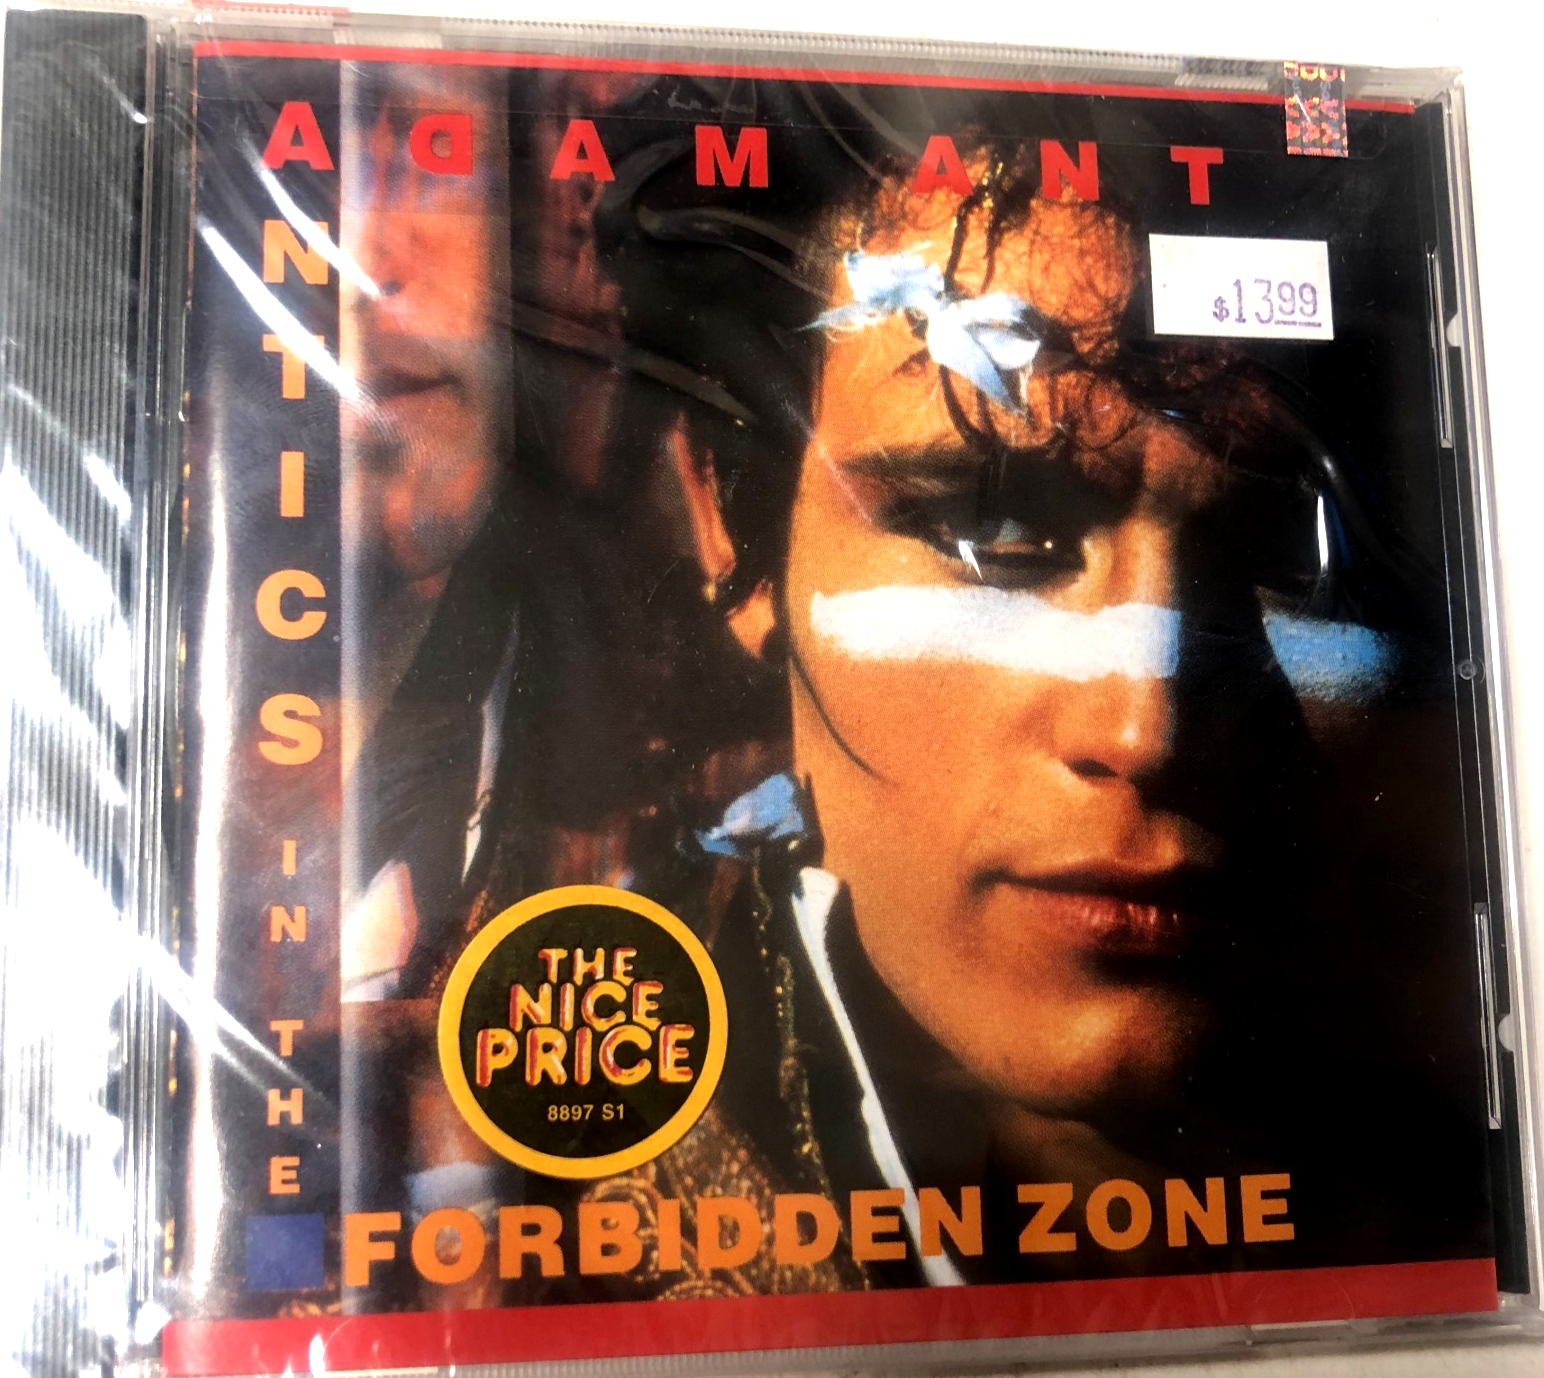 ADAM ANT
ANTICS
IN THE
FORBIDDEN ZONE
$13.99
THE
NICE
PRICE
8897 S1